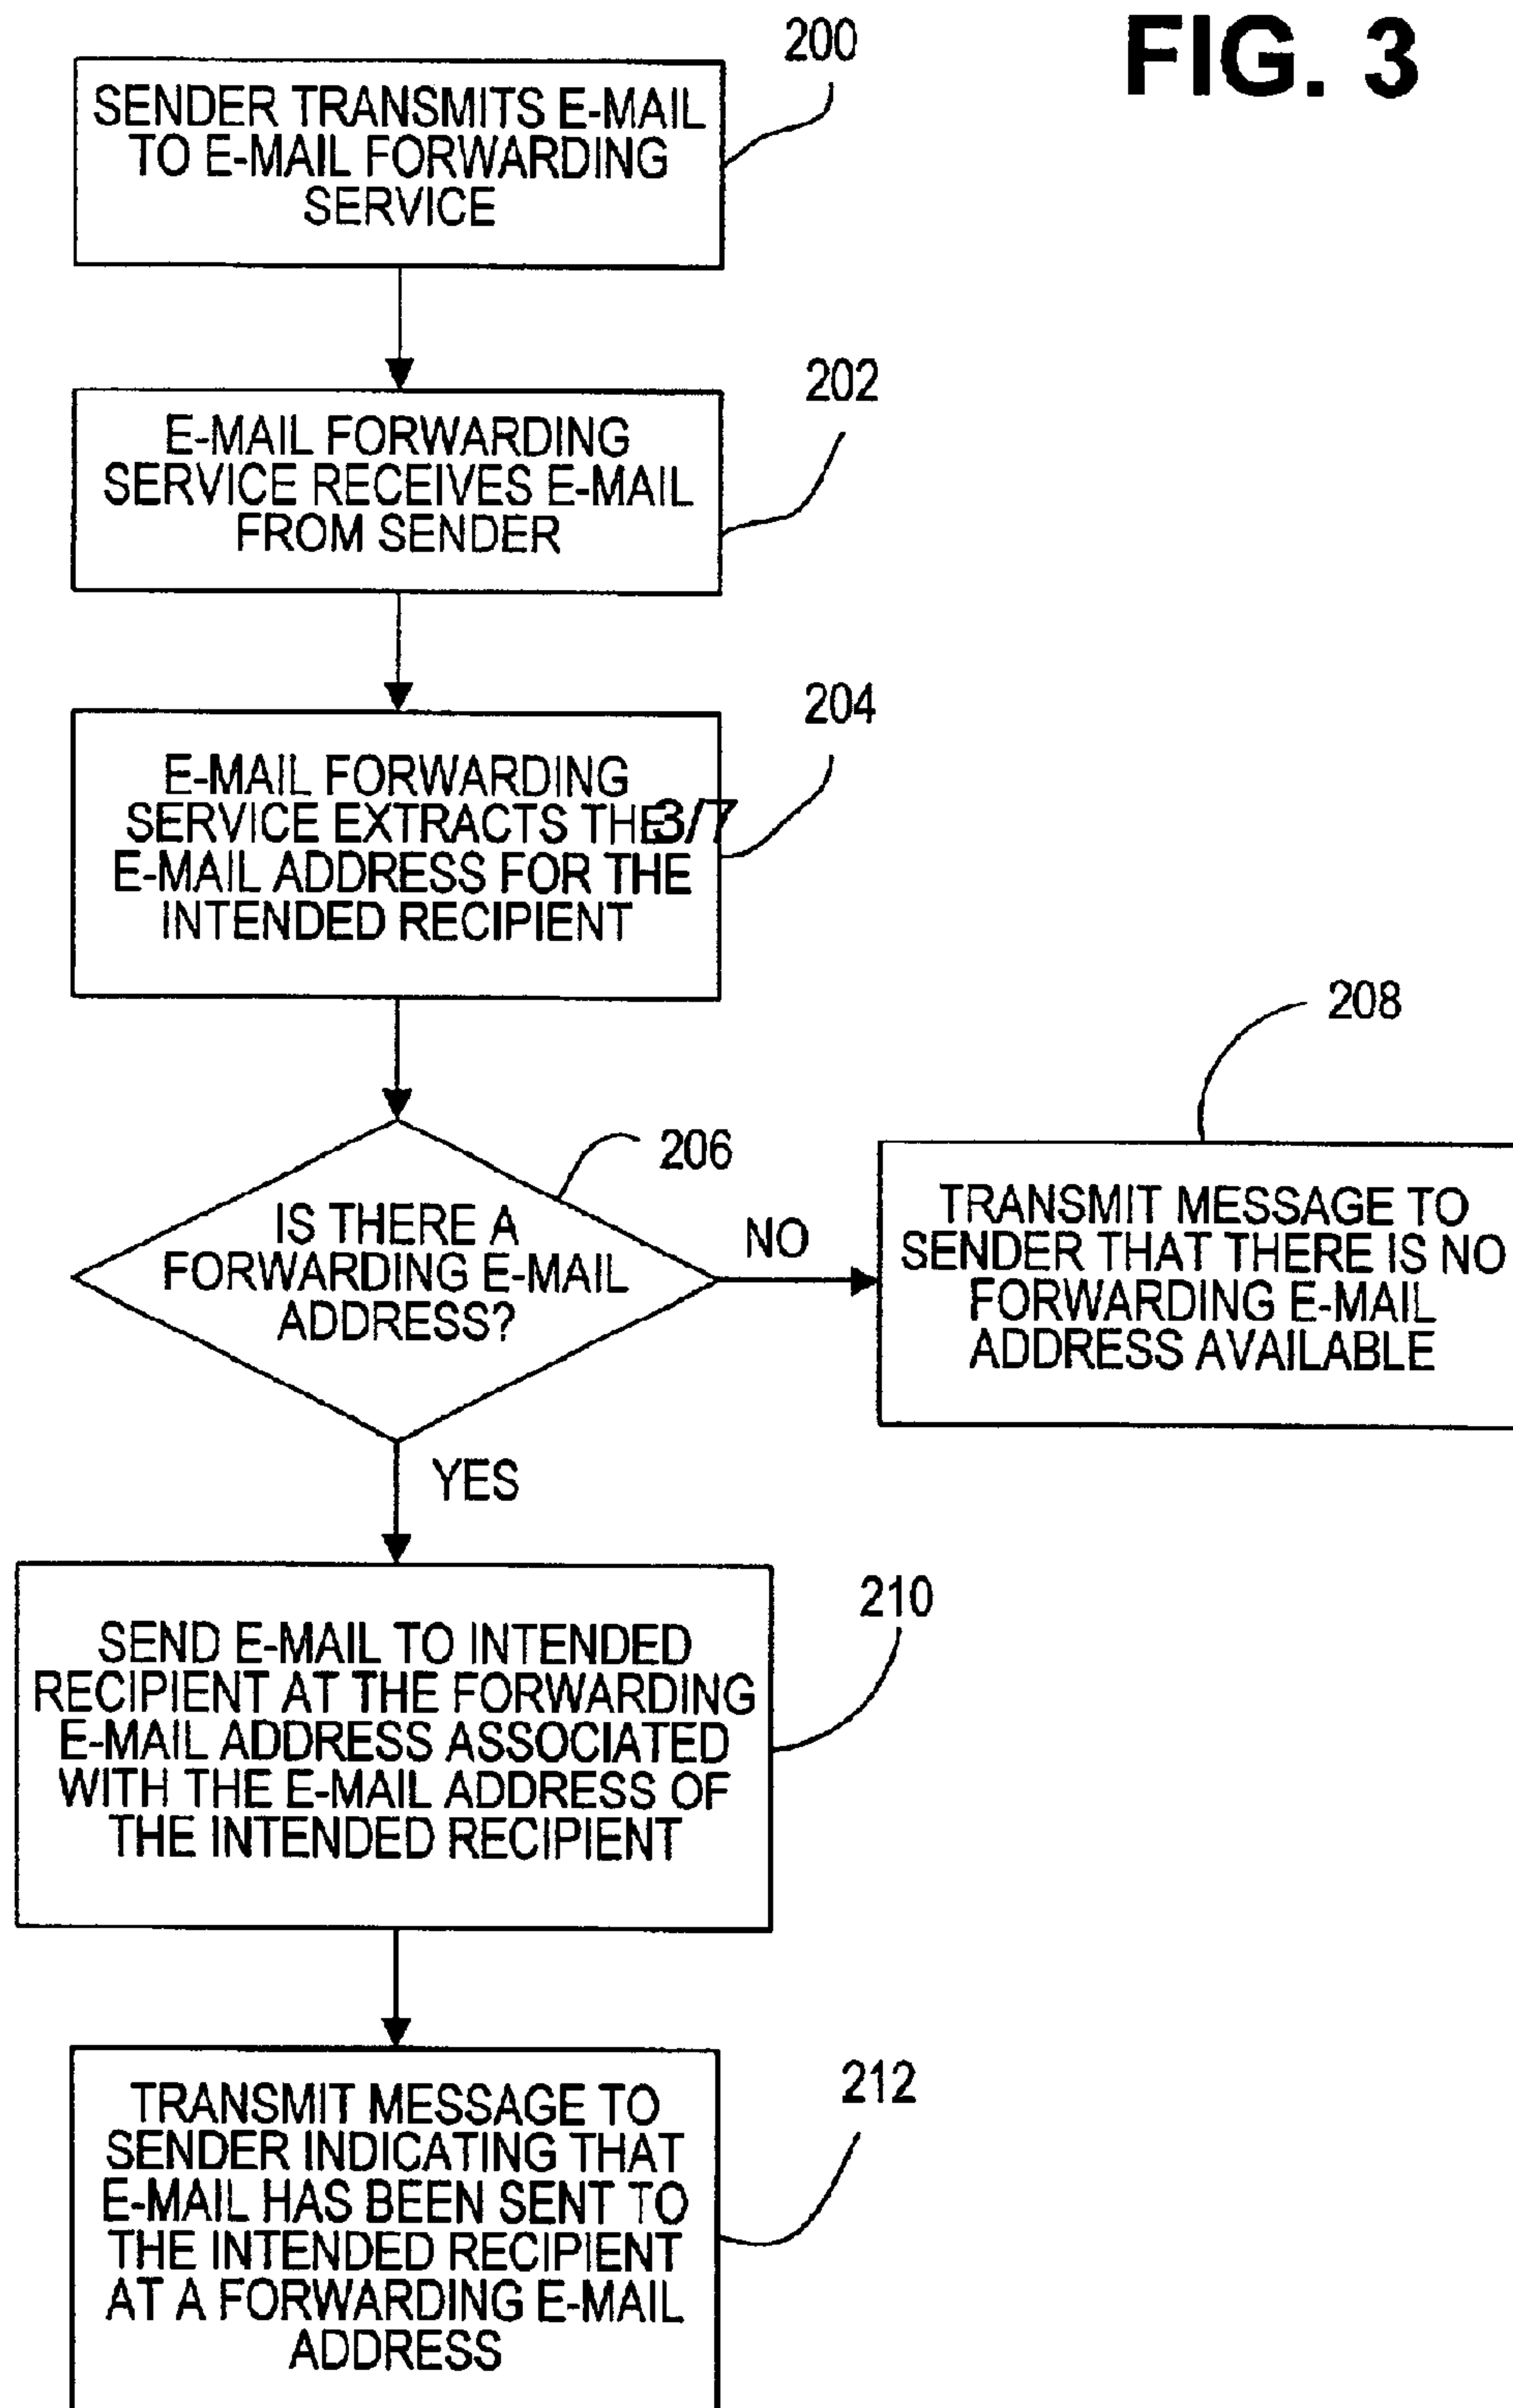 FIG. 3
200
SENDER TRANSMITS E-MAIL
TO E-MAIL FORWARDING
SERVICE
202
E-MAIL FORWARDING
SERVICE RECEIVES E-MAIL
FROM SENDER
204
E-MAIL FORWARDING
SERVICE EXTRACTS THE
3/7
E-MAIL ADDRESS FOR THE
INTENDED RECIPIENT
206
IS THERE A
FORWARDING E-MAIL
ADDRESS?
NO
208
TRANSMIT MESSAGE TO
SENDER THAT THERE IS NO
FORWARDING E-MAIL
ADDRESS AVAILABLE
YES
210
SEND E-MAIL TO INTENDED
RECIPIENT AT THE FORWARDING
E-MAIL ADDRESS ASSOCIATED
WITH THE E-MAIL ADDRESS OF
THE INTENDED RECIPIENT
212
TRANSMIT MESSAGE TO
SENDER INDICATING THAT
E-MAIL HAS BEEN SENT TO
THE INTENDED RECIPIENT
AT A FORWARDING E-MAIL
ADDRESS